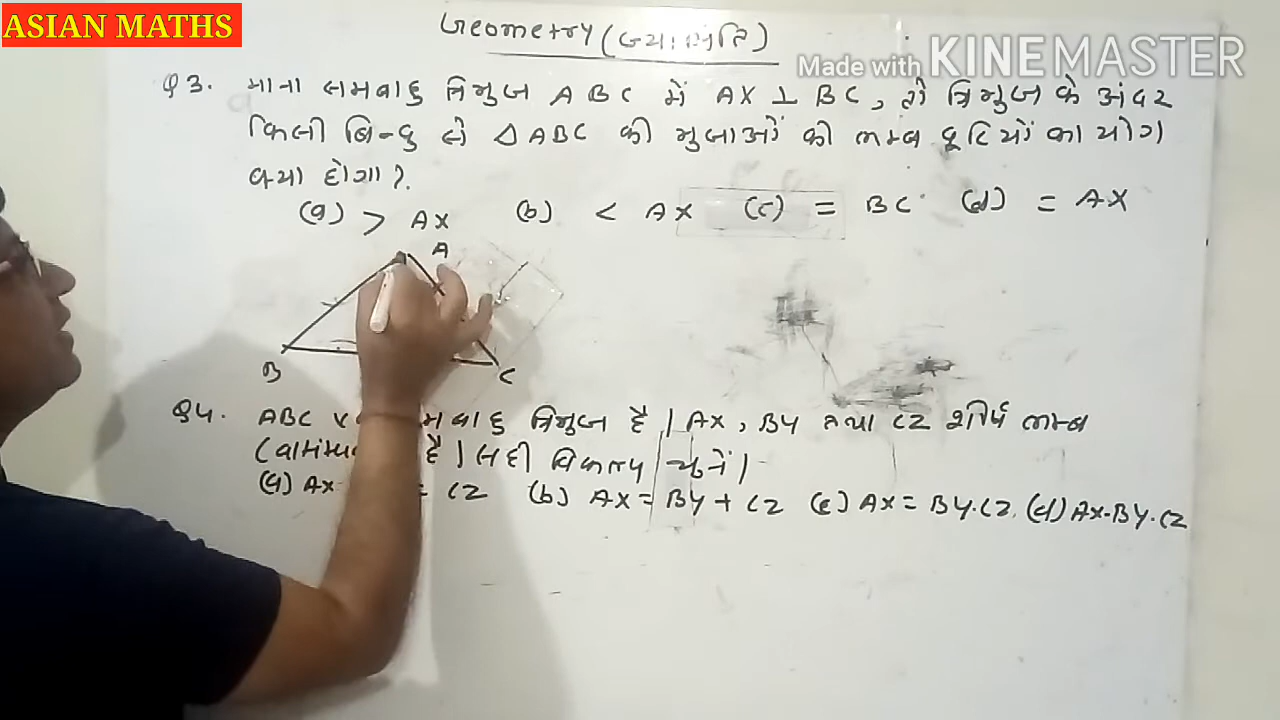 ASIAN MATHS
Geometry (ज्यामिति)
Made with KINEMASTER
Q3. माना समबाहु त्रिभुज ABC में AX ⊥ BC, तो त्रिभुज के अंदर
किसी बिन्दु से △ABC की भुजाओं की लम्ब दूरियों का योग
क्या होगा?
(a) > AX (b) < AX (c) = BC (d) = AX
A
B
C
Q4. ABC है | AX, BY तथा CZ शीर्ष लम्ब
है | सही विकल्प चुनें |
(a) AX = CZ (b) AX = BY + CZ (c) AX = BY.CZ. (d) AX.BY.CZ